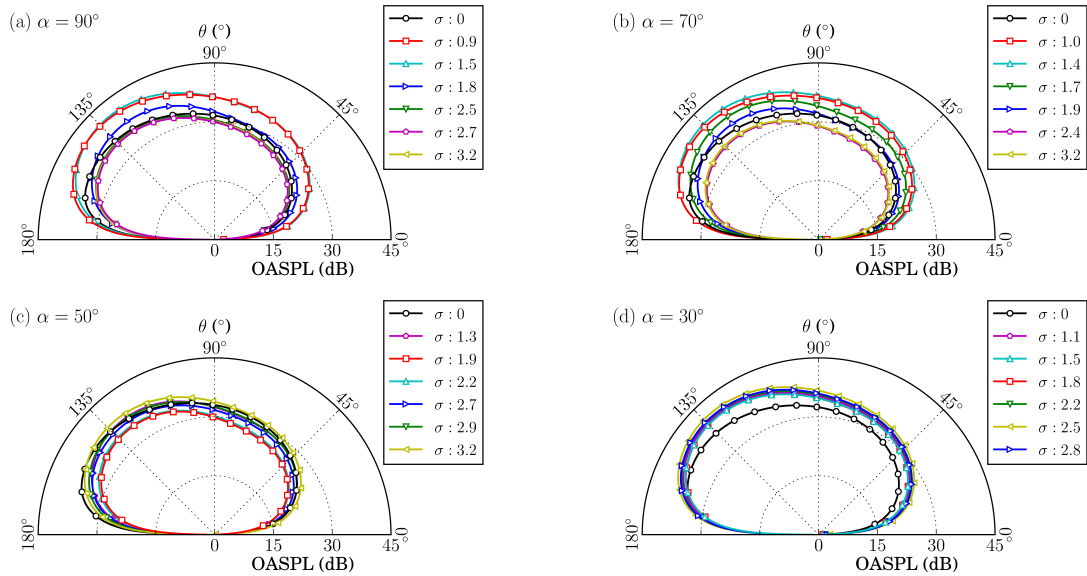 (a) α = 90°
θ (°)
90°
135°
45°
180°
0
15
30
45
0°
OASPL (dB)
σ : 0
σ : 0.9
σ : 1.5
σ : 1.8
σ : 2.5
σ : 2.7
σ : 3.2
(b) α = 70°
θ (°)
90°
135°
45°
180°
0
15
30
45
0°
OASPL (dB)
σ : 0
σ : 1.0
σ : 1.4
σ : 1.7
σ : 1.9
σ : 2.4
σ : 3.2
(c) α = 50°
θ (°)
90°
135°
45°
180°
0
15
30
45
0°
OASPL (dB)
σ : 0
σ : 1.3
σ : 1.9
σ : 2.2
σ : 2.7
σ : 2.9
σ : 3.2
(d) α = 30°
θ (°)
90°
135°
45°
180°
0
15
30
45
0°
OASPL (dB)
σ : 0
σ : 1.1
σ : 1.5
σ : 1.8
σ : 2.2
σ : 2.5
σ : 2.8